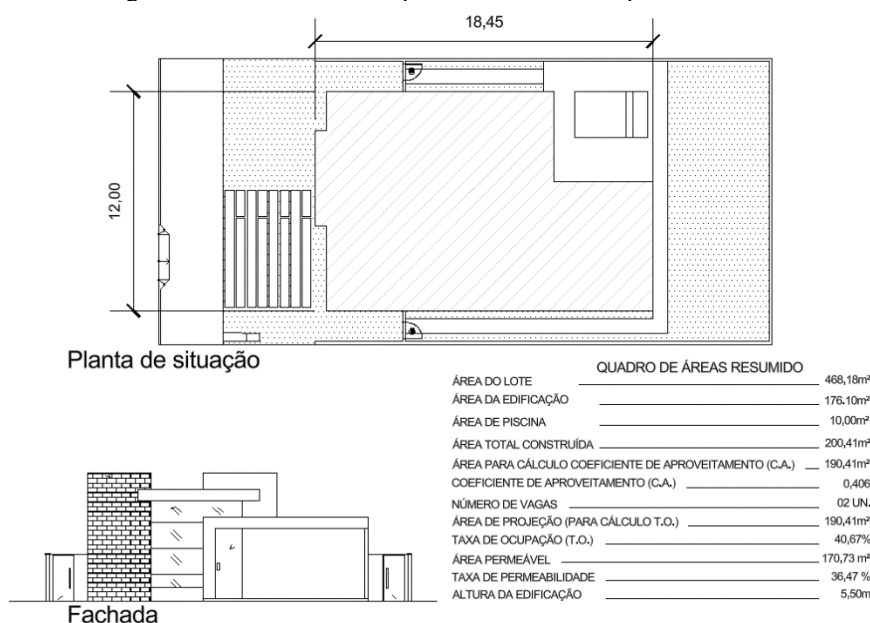 18,45
12,00
Planta de situação
QUADRO DE ÁREAS RESUMIDO
ÁREA DO LOTE 468,18m²
ÁREA DA EDIFICAÇÃO 176.10m²
ÁREA DE PISCINA 10,00m²
ÁREA TOTAL CONSTRUÍDA 200,41m²
ÁREA PARA CÁLCULO COEFICIENTE DE APROVEITAMENTO (C.A.) 190,41m²
COEFICIENTE DE APROVEITAMENTO (C.A.) 0,406
NÚMERO DE VAGAS 02 UN.
ÁREA DE PROJEÇÃO (PARA CÁLCULO T.O.) 190,41m²
TAXA DE OCUPAÇÃO (T.O.) 40,67%
ÁREA PERMEÁVEL 170,73 m²
TAXA DE PERMEABILIDADE 36,47 %
ALTURA DA EDIFICAÇÃO 5,50m
Fachada